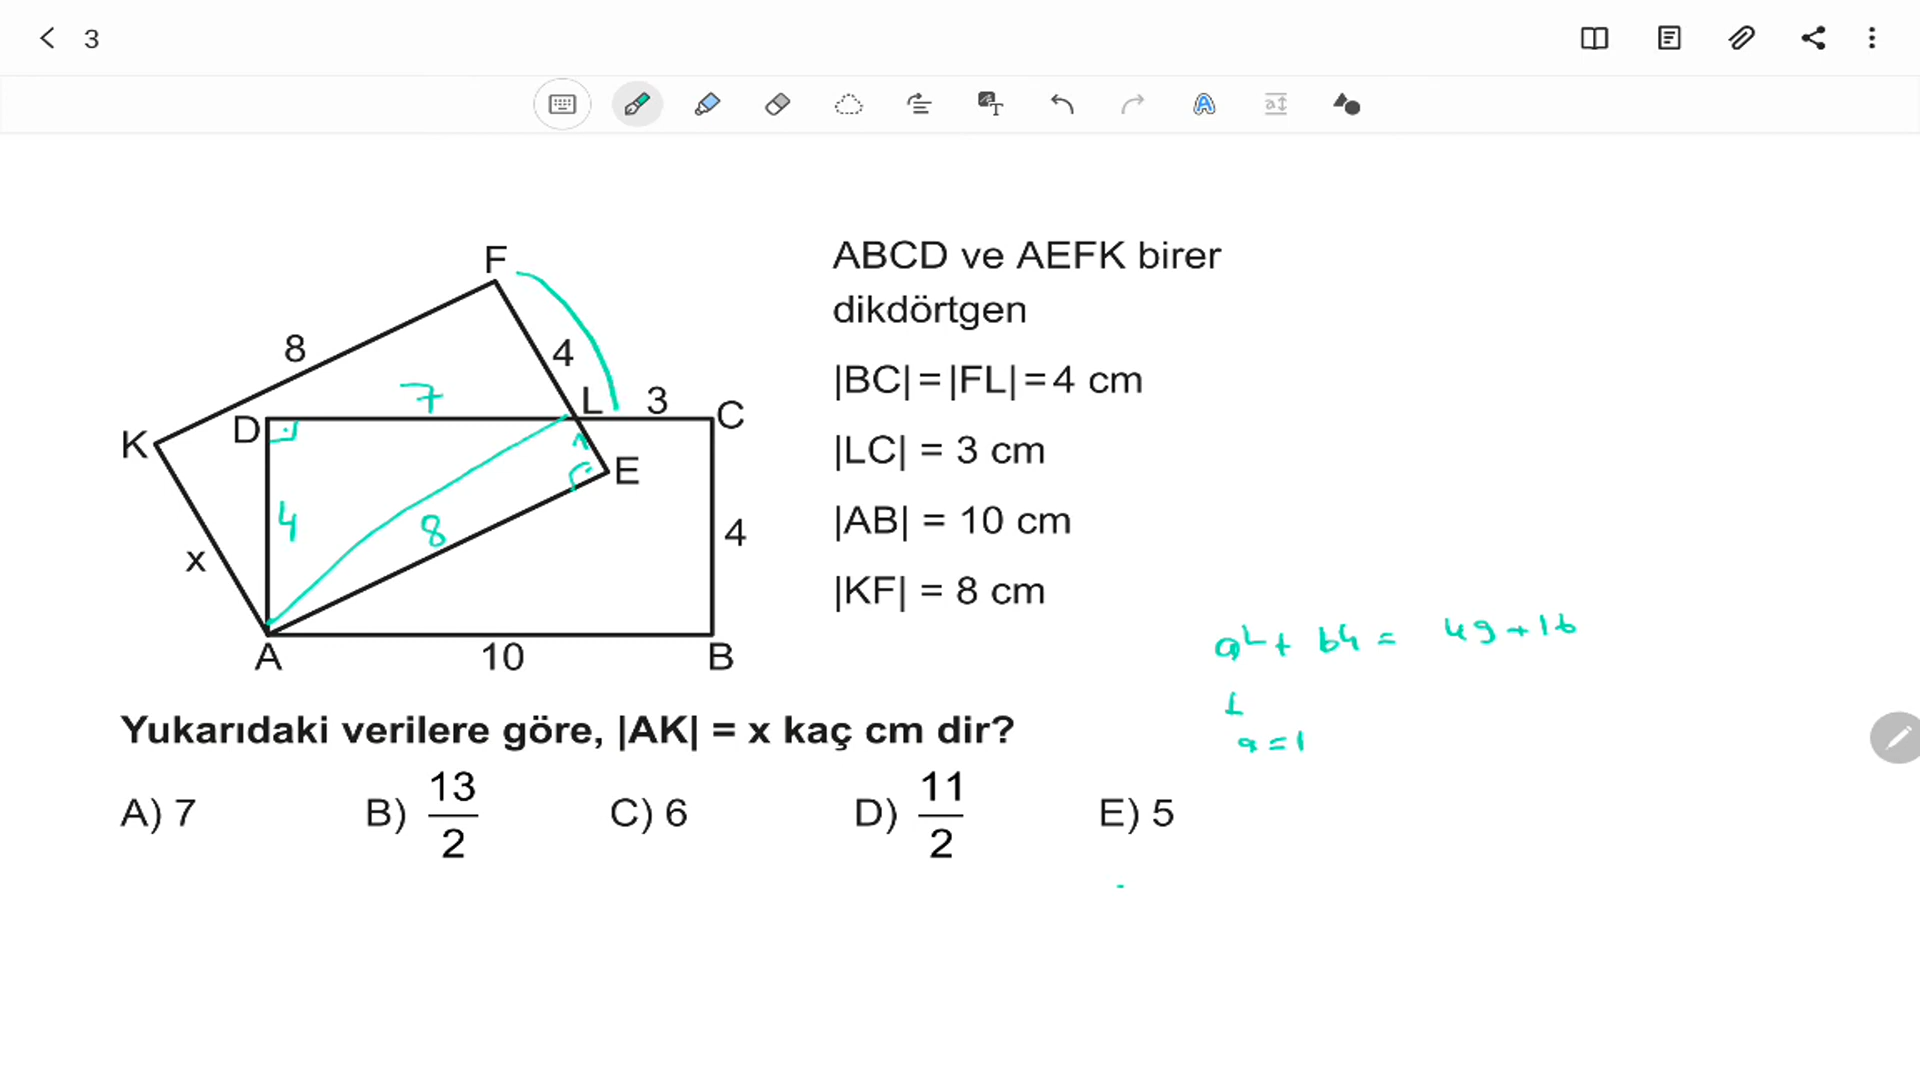 3
F
ABCD ve AEFK birer
dikdörtgen
8
4
7
L
3
|BC|=|FL|=4 cm
K
D
C
E
|LC| = 3 cm
4
8
4
|AB| = 10 cm
x
|KF| = 8 cm
A
10
B
a² + 64 = 49+16
1
a=1
Yukarıdaki verilere göre, |AK| = x kaç cm dir?
A) 7 B) 13/2 C) 6 D) 11/2 E) 5